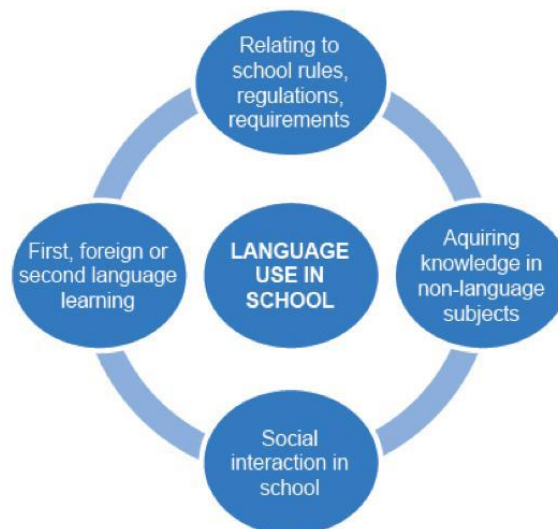 Relating to
school rules,
regulations,
requirements
First, foreign or
second language
learning
LANGUAGE
USE IN
SCHOOL
Aquiring
knowledge in
non-language
subjects
Social
interaction in
school